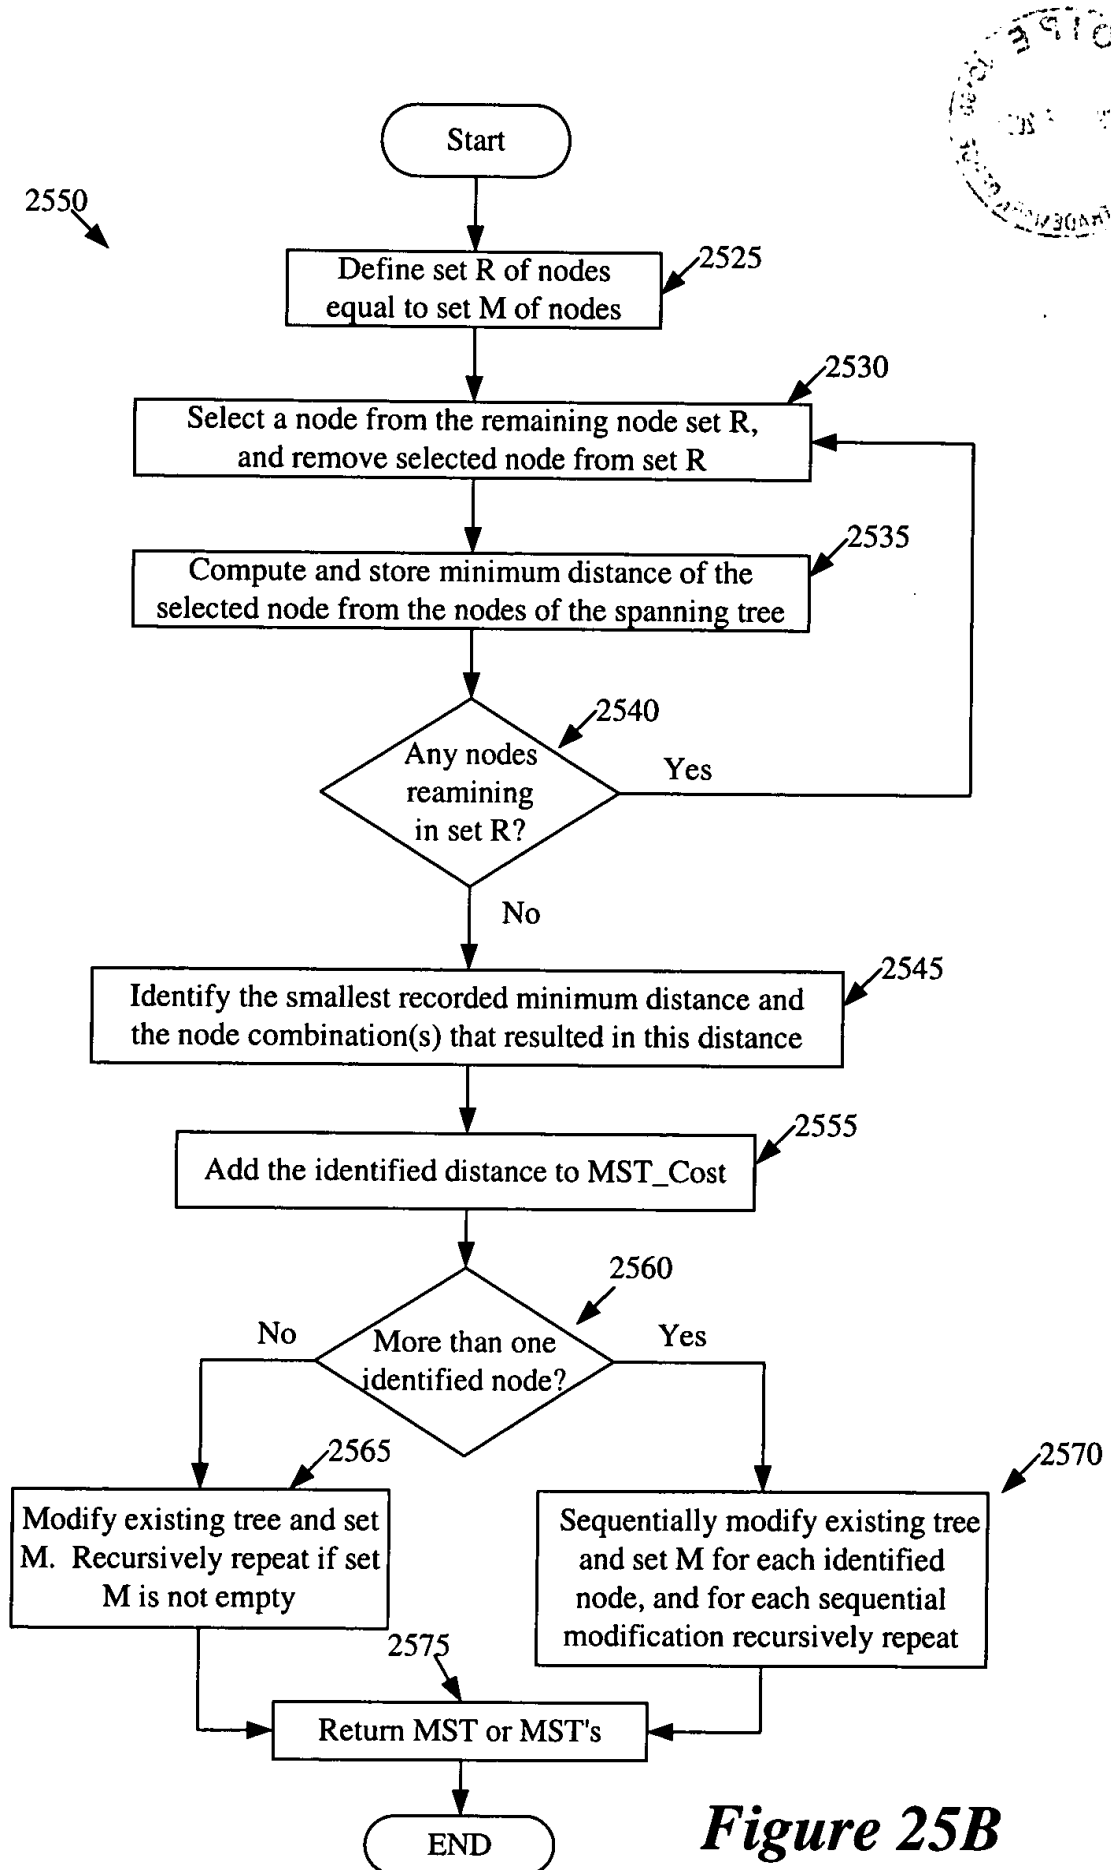 Start
2550
2525
Define set R of nodes
equal to set M of nodes
2530
Select a node from the remaining node set R,
and remove selected node from set R
2535
Compute and store minimum distance of the
selected node from the nodes of the spanning tree
2540
Any nodes
reamining
in set R?
Yes
No
2545
Identify the smallest recorded minimum distance and
the node combination(s) that resulted in this distance
2555
Add the identified distance to MST_Cost
2560
No
More than one
identified node?
Yes
2565
Modify existing tree and set
M. Recursively repeat if set
M is not empty
2570
Sequentially modify existing tree
and set M for each identified
node, and for each sequential
modification recursively repeat
2575
Return MST or MST's
END
Figure 25B